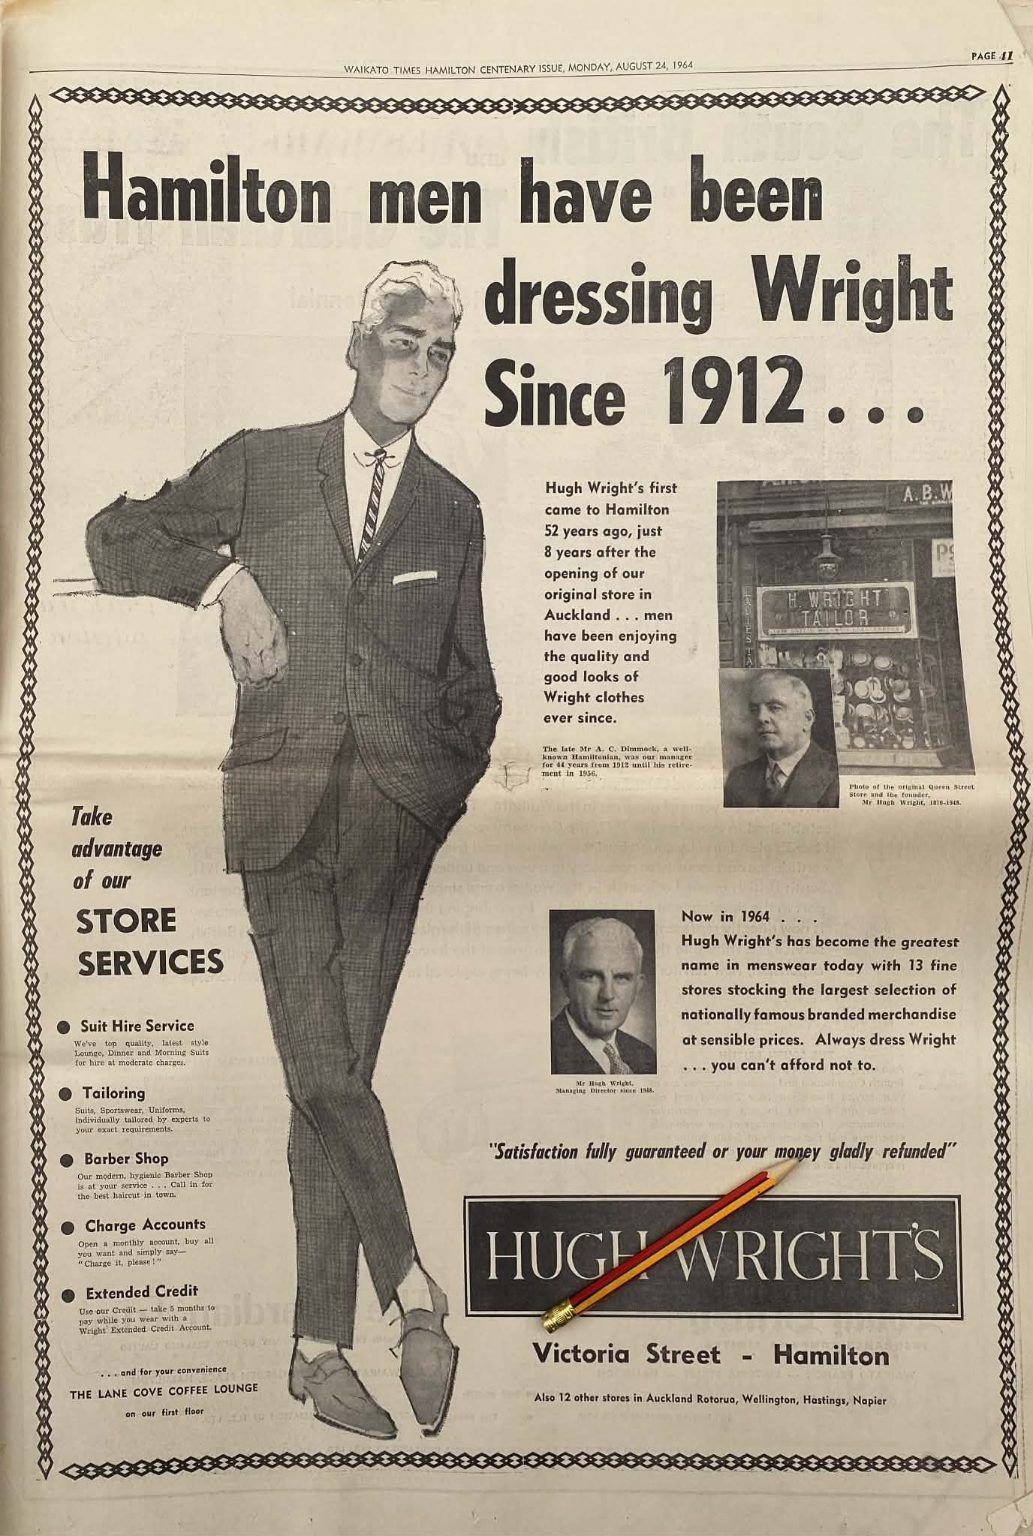 WAIKATO TIMES HAMILTON CENTENARY ISSUE, MONDAY, AUGUST 24, 1964
PAGE 41
Hamilton men have been
dressing Wright
Since 1912...
Hugh Wright's first
came to Hamilton
52 years ago, just
8 years after the
opening of our
original store in
Auckland . . . men
have been enjoying
the quality and
good looks of
Wright clothes
ever since.
The late Mr A. C. Dimmock, a well-
known Hamiltonian, was our manager
for 44 years from 1912 until his retire-
ment in 1956.
A.B.W
H. WRIGHT
TAILOR
Photo of the original Queen Street
Store and the founder,
Mr Hugh Wright, 1876-1948.
Take
advantage
of our
STORE
SERVICES
● Suit Hire Service
We've top quality, latest style
Lounge, Dinner and Morning Suits
for hire at moderate charges.
● Tailoring
Suits, Sportswear, Uniforms,
individually tailored by experts to
your exact requirements.
● Barber Shop
Our modern, hygienic Barber Shop
is at your service . . . Call in for
the best haircut in town.
● Charge Accounts
Open a monthly account, buy all
you want and simply say—
"Charge it, please!"
● Extended Credit
Use our Credit — take 5 months to
pay while you wear with a
Wright Extended Credit Account.
. . . and for your convenience
THE LANE COVE COFFEE LOUNGE
on our first floor
Mr Hugh Wright,
Managing Director since 1948.
Now in 1964 . . .
Hugh Wright's has become the greatest
name in menswear today with 13 fine
stores stocking the largest selection of
nationally famous branded merchandise
at sensible prices. Always dress Wright
. . . you can't afford not to.
"Satisfaction fully guaranteed or your money gladly refunded"
HUGH WRIGHT'S
Victoria Street - Hamilton
Also 12 other stores in Auckland Rotorua, Wellington, Hastings, Napier